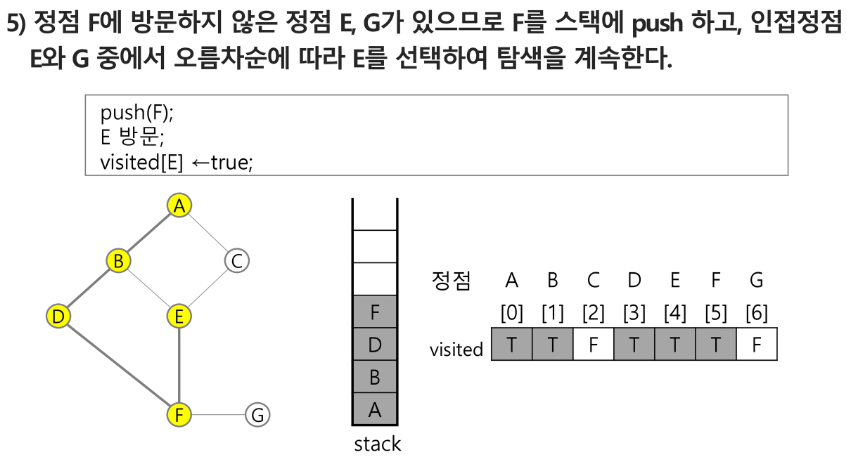 5) 정점 F에 방문하지 않은 정점 E, G가 있으므로 F를 스택에 push 하고, 인접정점
E와 G 중에서 오름차순에 따라 E를 선택하여 탐색을 계속한다.
push(F);
E 방문;
visited[E] ←true;
A
B
C
D
E
F
G
F
D
B
A
stack
정점 A B C D E F G
[0] [1] [2] [3] [4] [5] [6]
visited T T F T T T F